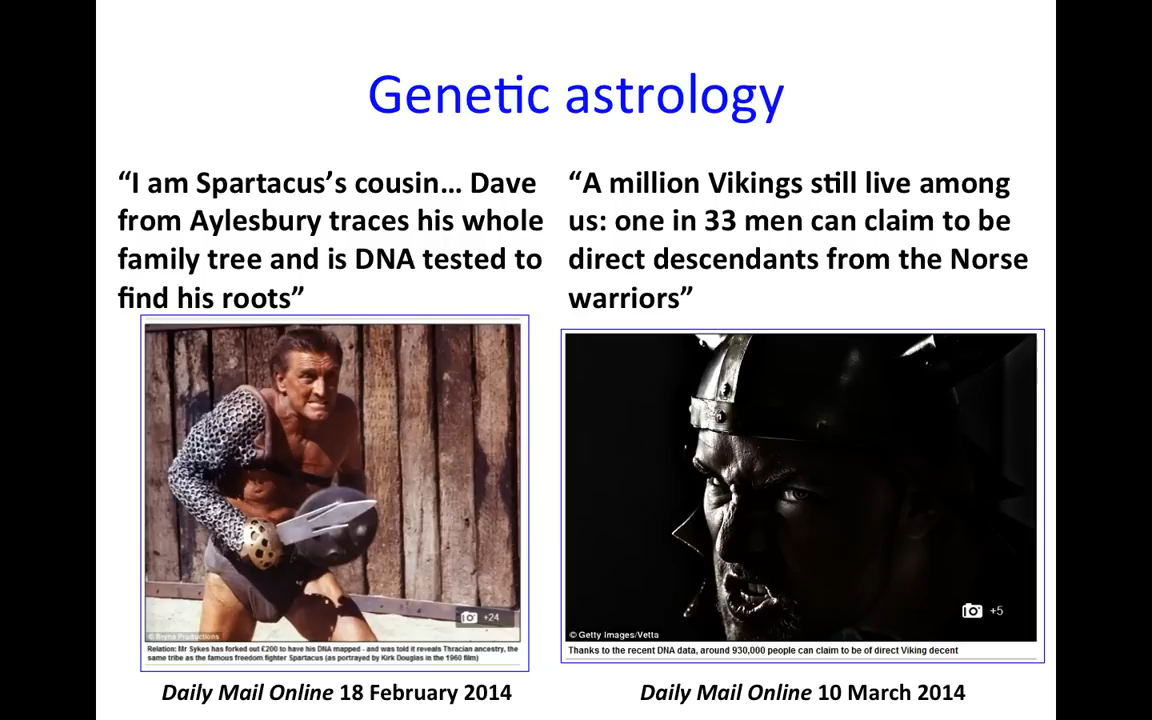 Genetic astrology
“I am Spartacus’s cousin… Dave
from Aylesbury traces his whole
family tree and is DNA tested to
find his roots”
© Bryna Productions
+24
Relation: Mr Sykes has forked out £200 to have his DNA mapped - and was told it reveals Thracian ancestry, the
same tribe as the famous freedom fighter Spartacus (as portrayed by Kirk Douglas in the 1960 film)
Daily Mail Online 18 February 2014
“A million Vikings still live among
us: one in 33 men can claim to be
direct descendants from the Norse
warriors”
© Getty Images/Vetta
+5
Thanks to the recent DNA data, around 930,000 people can claim to be of direct Viking decent
Daily Mail Online 10 March 2014